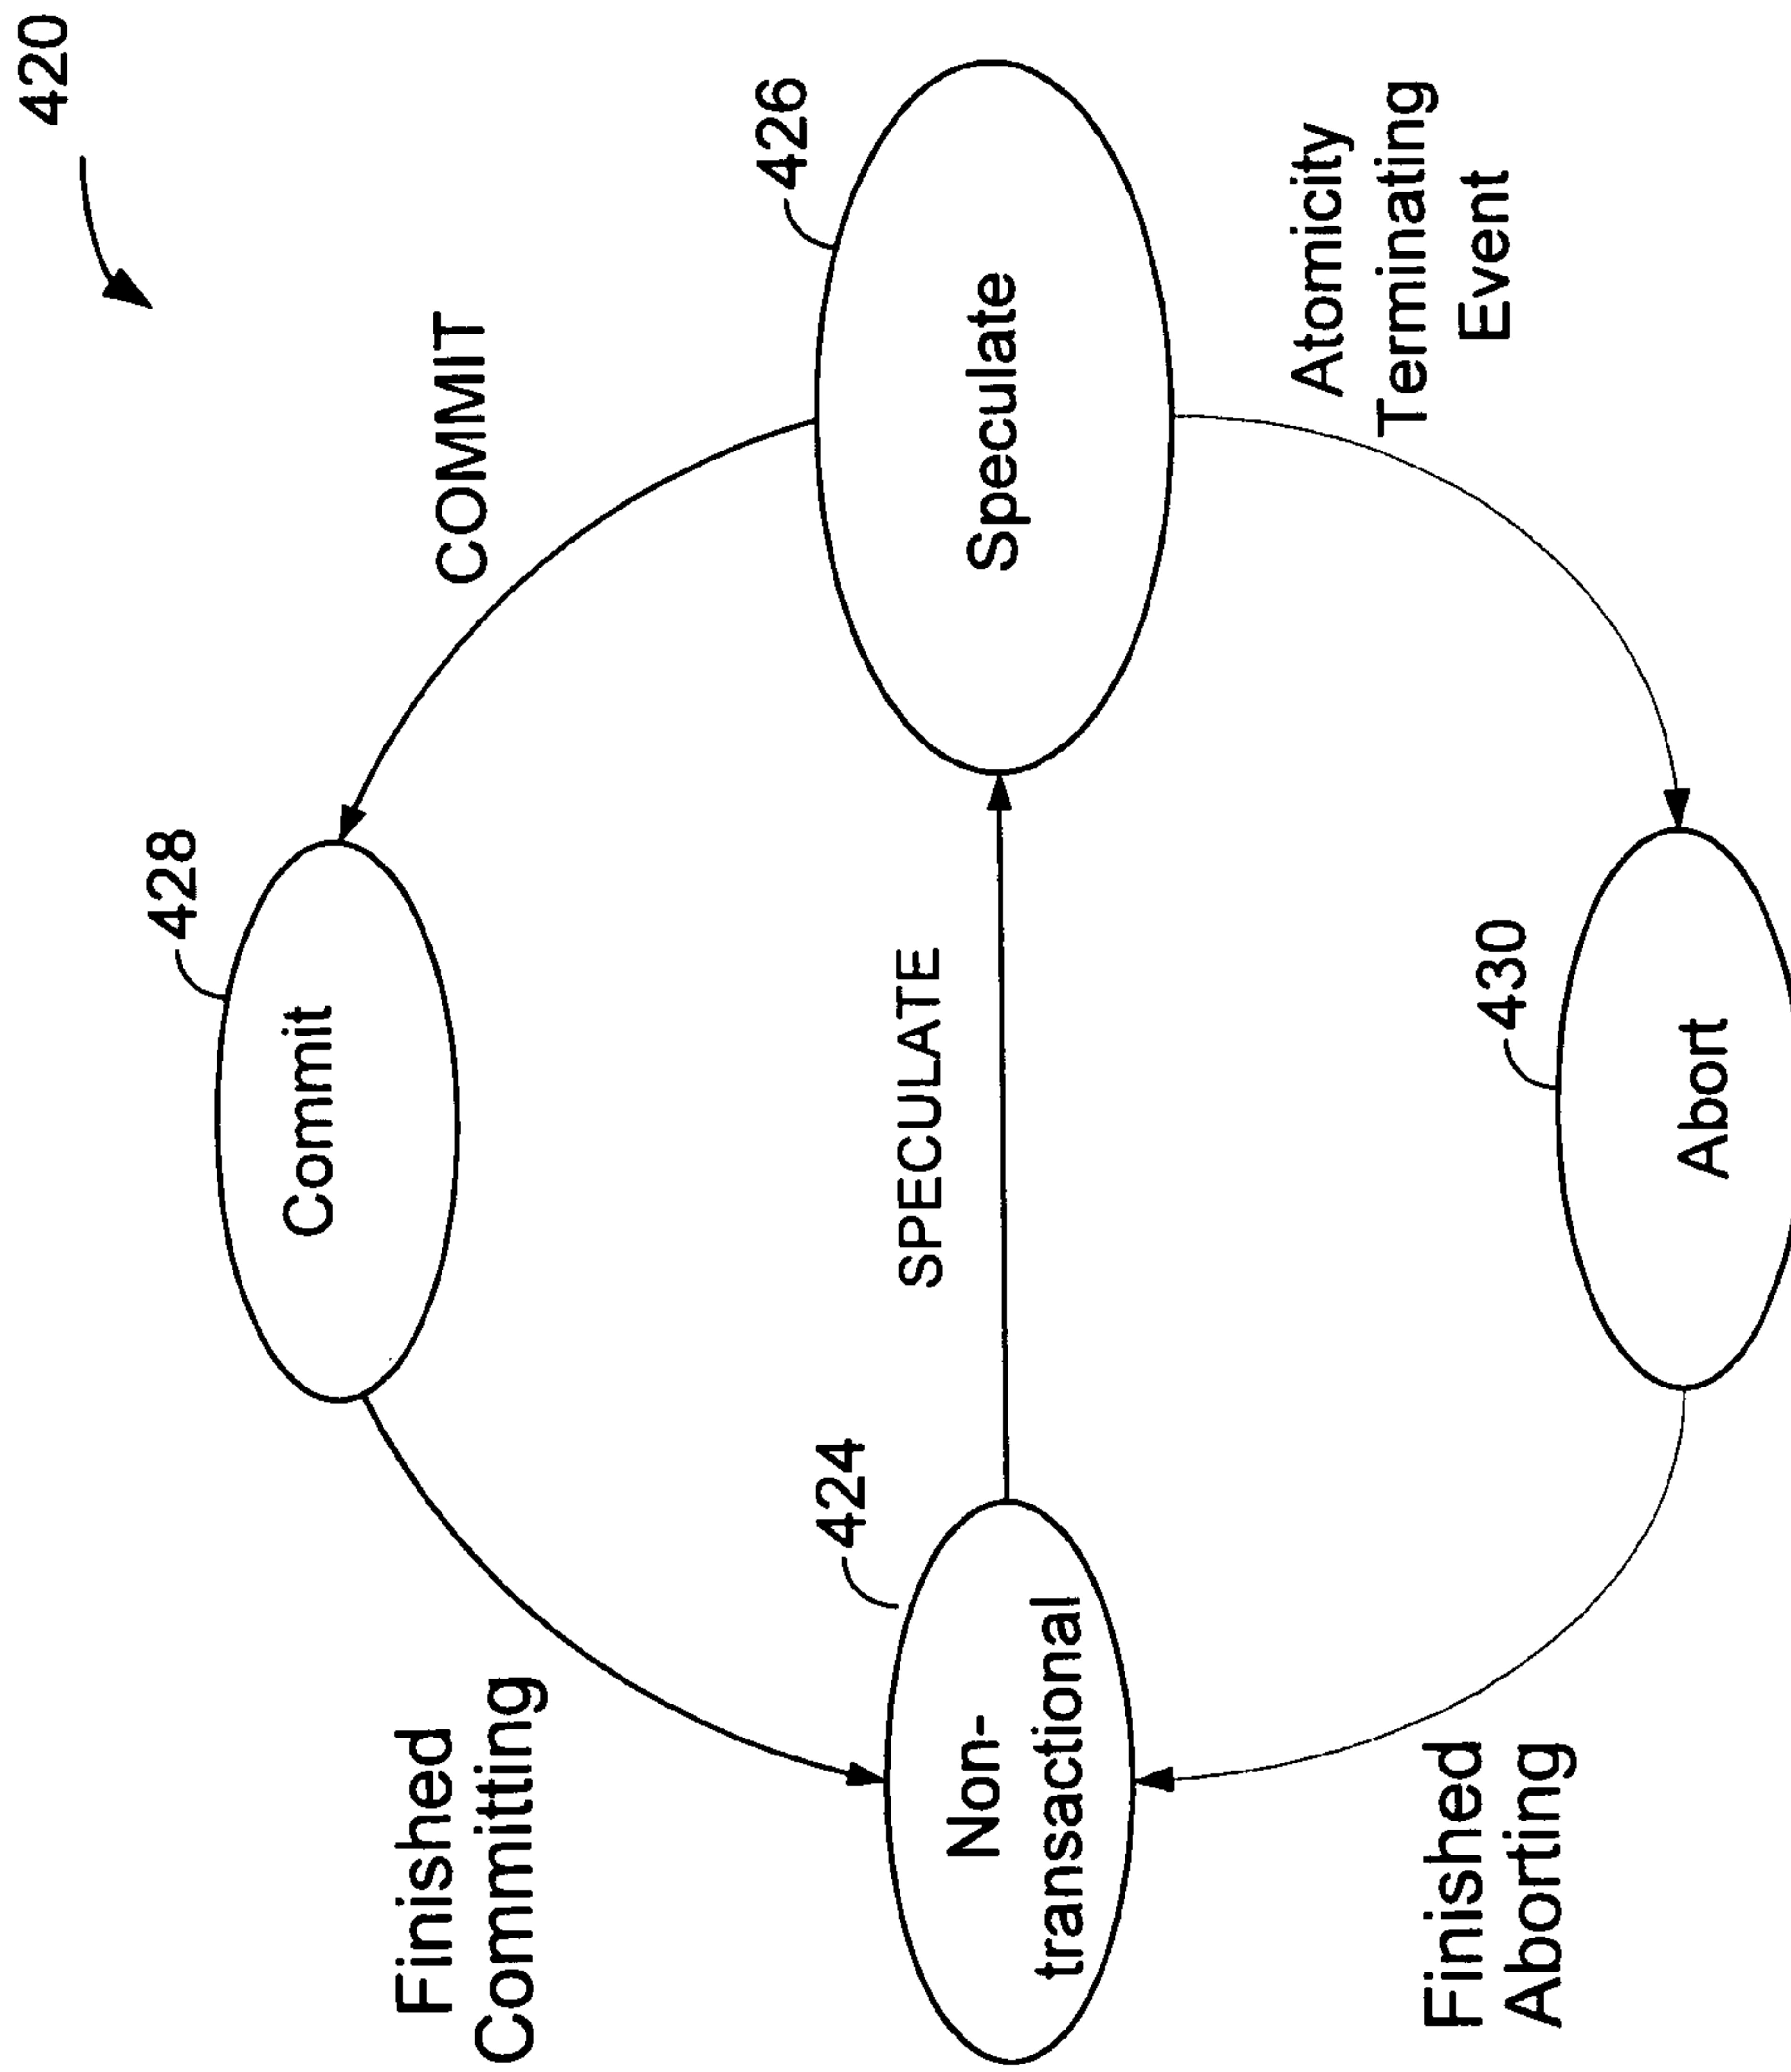 420
428
Commit
COMMIT
Finished
Committing
426
Speculate
SPECULATE
424
Non-
transactional
Atomicity
Terminating
Event
430
Abort
Finished
Aborting